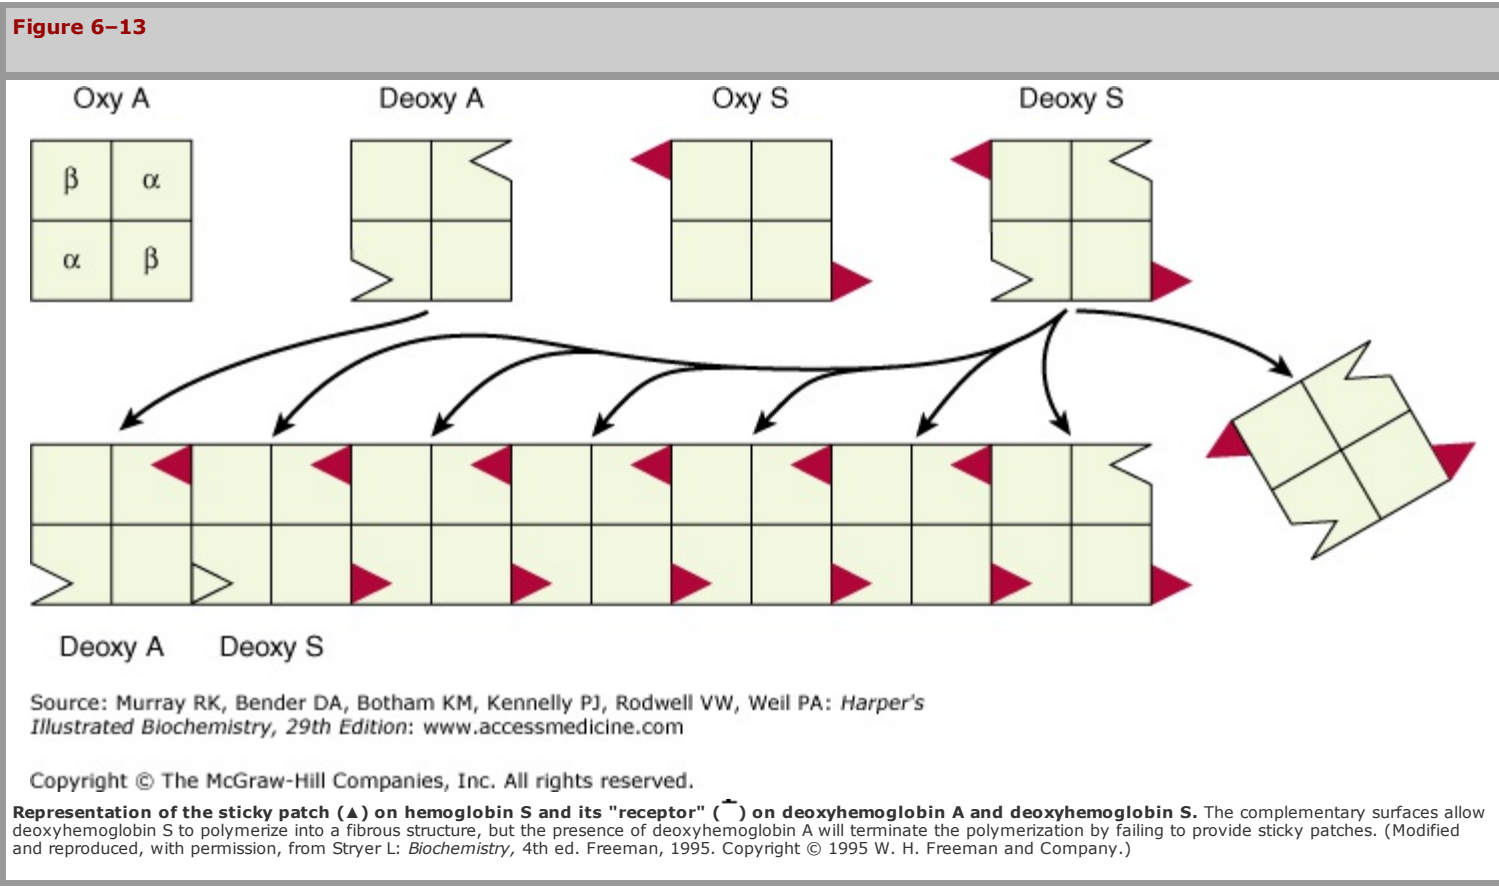 Figure 6–13
Oxy A Deoxy A Oxy S Deoxy S
β α
α β
Deoxy A Deoxy S
Source: Murray RK, Bender DA, Botham KM, Kennelly PJ, Rodwell VW, Weil PA: Harper's
Illustrated Biochemistry, 29th Edition: www.accessmedicine.com
Copyright © The McGraw-Hill Companies, Inc. All rights reserved.
Representation of the sticky patch (▲) on hemoglobin S and its "receptor" ( ) on deoxyhemoglobin A and deoxyhemoglobin S. The complementary surfaces allow
deoxyhemoglobin S to polymerize into a fibrous structure, but the presence of deoxyhemoglobin A will terminate the polymerization by failing to provide sticky patches. (Modified
and reproduced, with permission, from Stryer L: Biochemistry, 4th ed. Freeman, 1995. Copyright © 1995 W. H. Freeman and Company.)